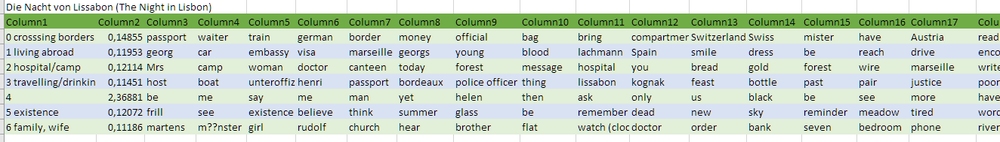 Die Nacht von Lissabon (The Night in Lisbon)
Column1 Column2 Column3 Column4 Column5 Column6 Column7 Column8 Column9 Column10 Column11 Column12 Column13 Column14 Column15 Column16 Column17 Colu
0 crosssing borders 0,14855 passport waiter train german border money official bag bring compartmer Switzerland Swiss mister have Austria read
1 living abroad 0,11953 georg car embassy visa marseille georgs young blood lachmann Spain smile dress be reach drive enco
2 hospital/camp 0,12114 Mrs camp woman doctor canteen today forest message hospital you bread gold forest wire marseille write
3 travelling/drinkin 0,11451 host boat unteroffiz henri passport bordeaux police officer thing lissabon kognak feast bottle past pair justice poor
4 2,36881 be me say me man yet helen then ask only us black be see more have
5 existence 0,12072 frill see existence believe think summer glass be remember dead new sky reminder meadow tired word
6 family, wife 0,11186 martens m??nster girl rudolf church hear brother flat watch (cloc doctor order bank seven bedroom phone river